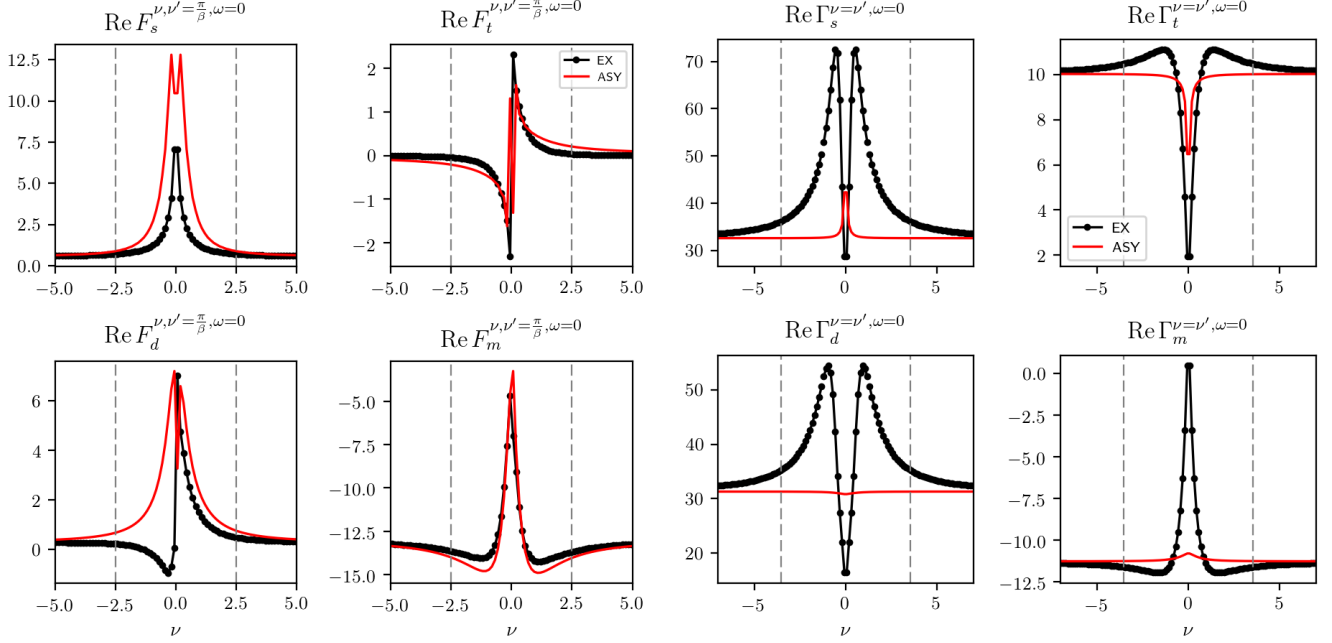 Re F_s^{ν,ν′=π/β,ω=0}
12.5
10.0
7.5
5.0
2.5
0.0
−5.0 −2.5 0.0 2.5 5.0
Re F_t^{ν,ν′=π/β,ω=0}
EX
ASY
2
1
0
−1
−2
−5.0 −2.5 0.0 2.5 5.0
Re Γ_s^{ν=ν′,ω=0}
70
60
50
40
30
−5 0 5
Re Γ_t^{ν=ν′,ω=0}
10
8
6
4
2
EX
ASY
−5 0 5
Re F_d^{ν,ν′=π/β,ω=0}
6
4
2
0
−5.0 −2.5 0.0 2.5 5.0
ν
Re F_m^{ν,ν′=π/β,ω=0}
−5.0
−7.5
−10.0
−12.5
−15.0
−5.0 −2.5 0.0 2.5 5.0
ν
Re Γ_d^{ν=ν′,ω=0}
50
40
30
20
−5 0 5
ν
Re Γ_m^{ν=ν′,ω=0}
0.0
−2.5
−5.0
−7.5
−10.0
−12.5
−5 0 5
ν